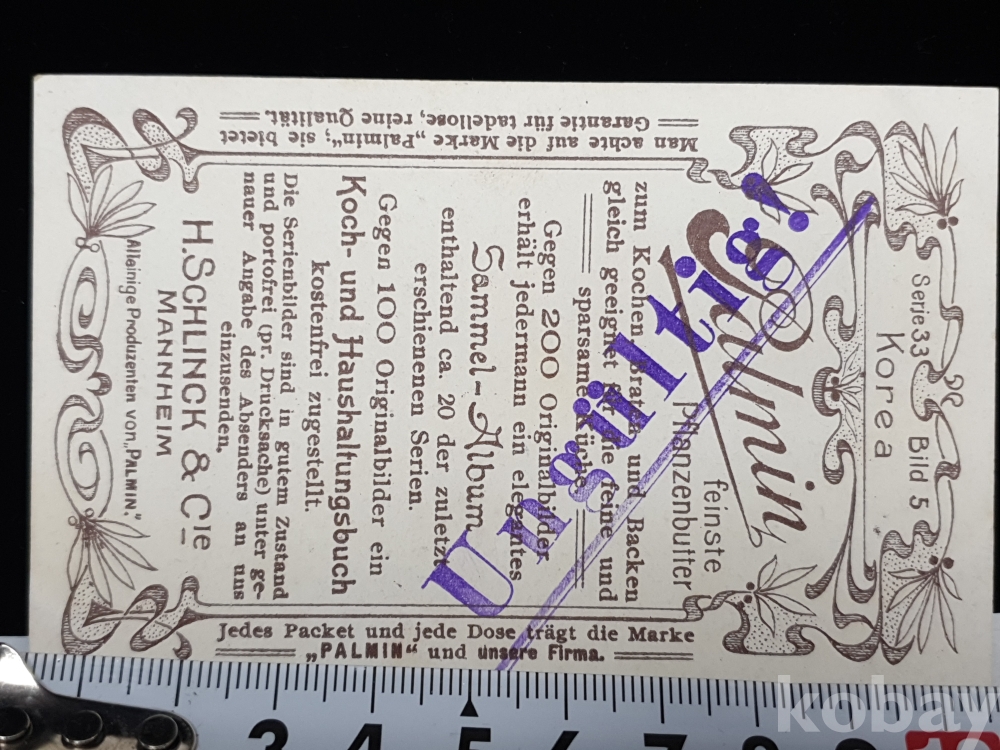 Serie 33 Bild 5
Korea
Palmin
feinste
Pflanzenbutter
zum Kochen, Braten und Backen
gleich geeignet für die feine und
sparsame Küche
Gegen 200 Originalbilder
erhält jedermann ein elegantes
Sammel-Album
enthaltend ca. 20 der zuletzt
erschienenen Serien.
Gegen 100 Originalbilder ein
Koch- und Haushaltungsbuch
kostenfrei zugestellt.
Die Serienbilder sind in gutem Zustand
und portofrei (pr. Drucksache) unter ge-
nauer Angabe des Absenders an uns
einzusenden.
H. SCHLINCK & Cie
MANNHEIM
Allainige Produzenten von „PALMIN."
Man achte auf die Marke „Palmin“, sie bietet
Garantie für tadellose, reine Qualität.
Jedes Packet und jede Dose trägt die Marke
„PALMIN“ und unsere Firma.
Ungültig!
3 4 5 6 7 8 9 10
kobay